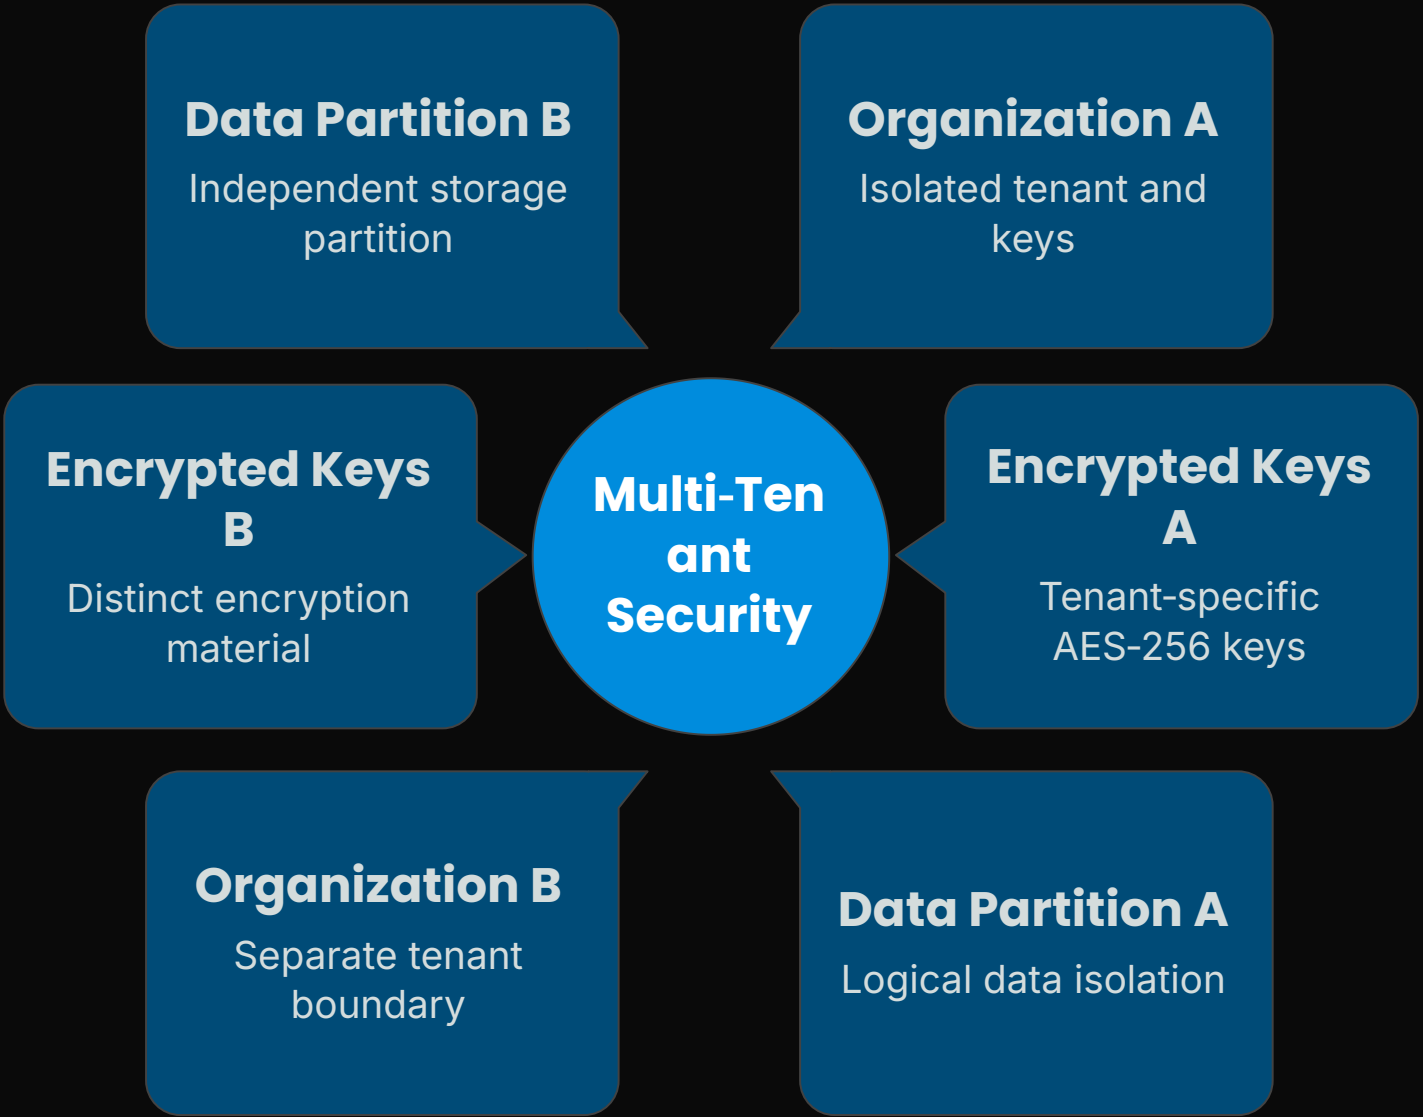 Data Partition B
Independent storage
partition
Organization A
Isolated tenant and
keys
Encrypted Keys
B
Distinct encryption
material
Multi-Ten
ant
Security
Encrypted Keys
A
Tenant-specific
AES-256 keys
Organization B
Separate tenant
boundary
Data Partition A
Logical data isolation